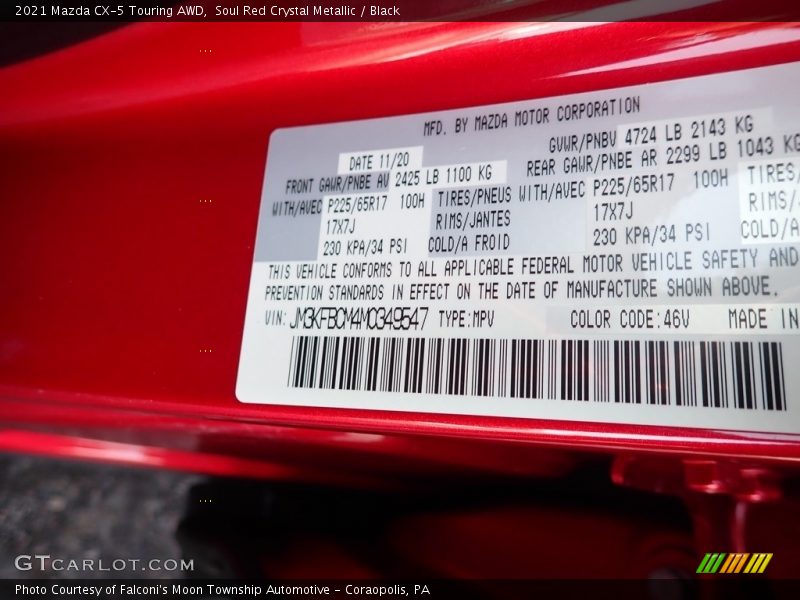 2021 Mazda CX-5 Touring AWD, Soul Red Crystal Metallic / Black
MFD. BY MAZDA MOTOR CORPORATION
DATE 11/20
GVWR/PNBV 4724 LB 2143 KG
FRONT GAWR/PNBE AV 2425 LB 1100 KG
REAR GAWR/PNBE AR 2299 LB 1043 KG
WITH/AVEC P225/65R17 100H TIRES/PNEUS WITH/AVEC P225/65R17 100H TIRES/
17X7J RIMS/JANTES 17X7J RIMS/
230 KPA/34 PSI COLD/A FROID 230 KPA/34 PSI COLD/A
THIS VEHICLE CONFORMS TO ALL APPLICABLE FEDERAL MOTOR VEHICLE SAFETY AND
PREVENTION STANDARDS IN EFFECT ON THE DATE OF MANUFACTURE SHOWN ABOVE.
VIN: JM3KFBCM4M0349547 TYPE:MPV COLOR CODE:46V MADE IN
GTCARLOT.COM
Photo Courtesy of Falconi's Moon Township Automotive - Coraopolis, PA